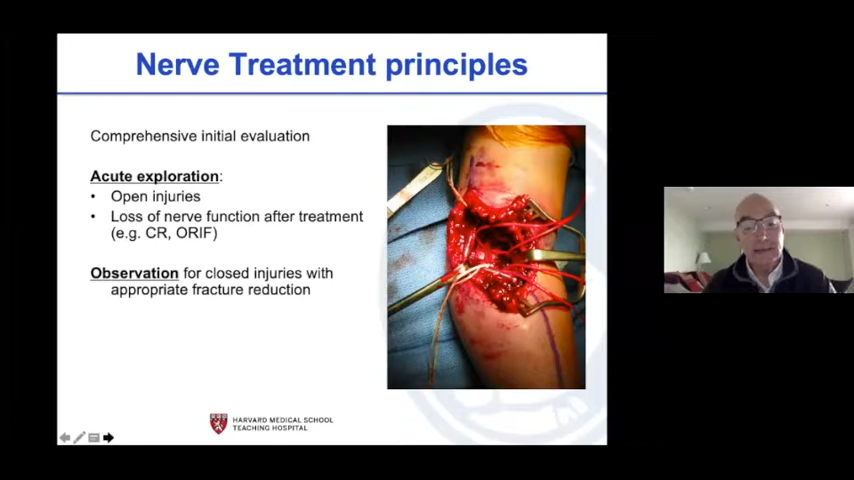 Nerve Treatment principles
Comprehensive initial evaluation
Acute exploration:
• Open injuries
• Loss of nerve function after treatment
(e.g. CR, ORIF)
Observation for closed injuries with
appropriate fracture reduction
HARVARD MEDICAL SCHOOL
TEACHING HOSPITAL